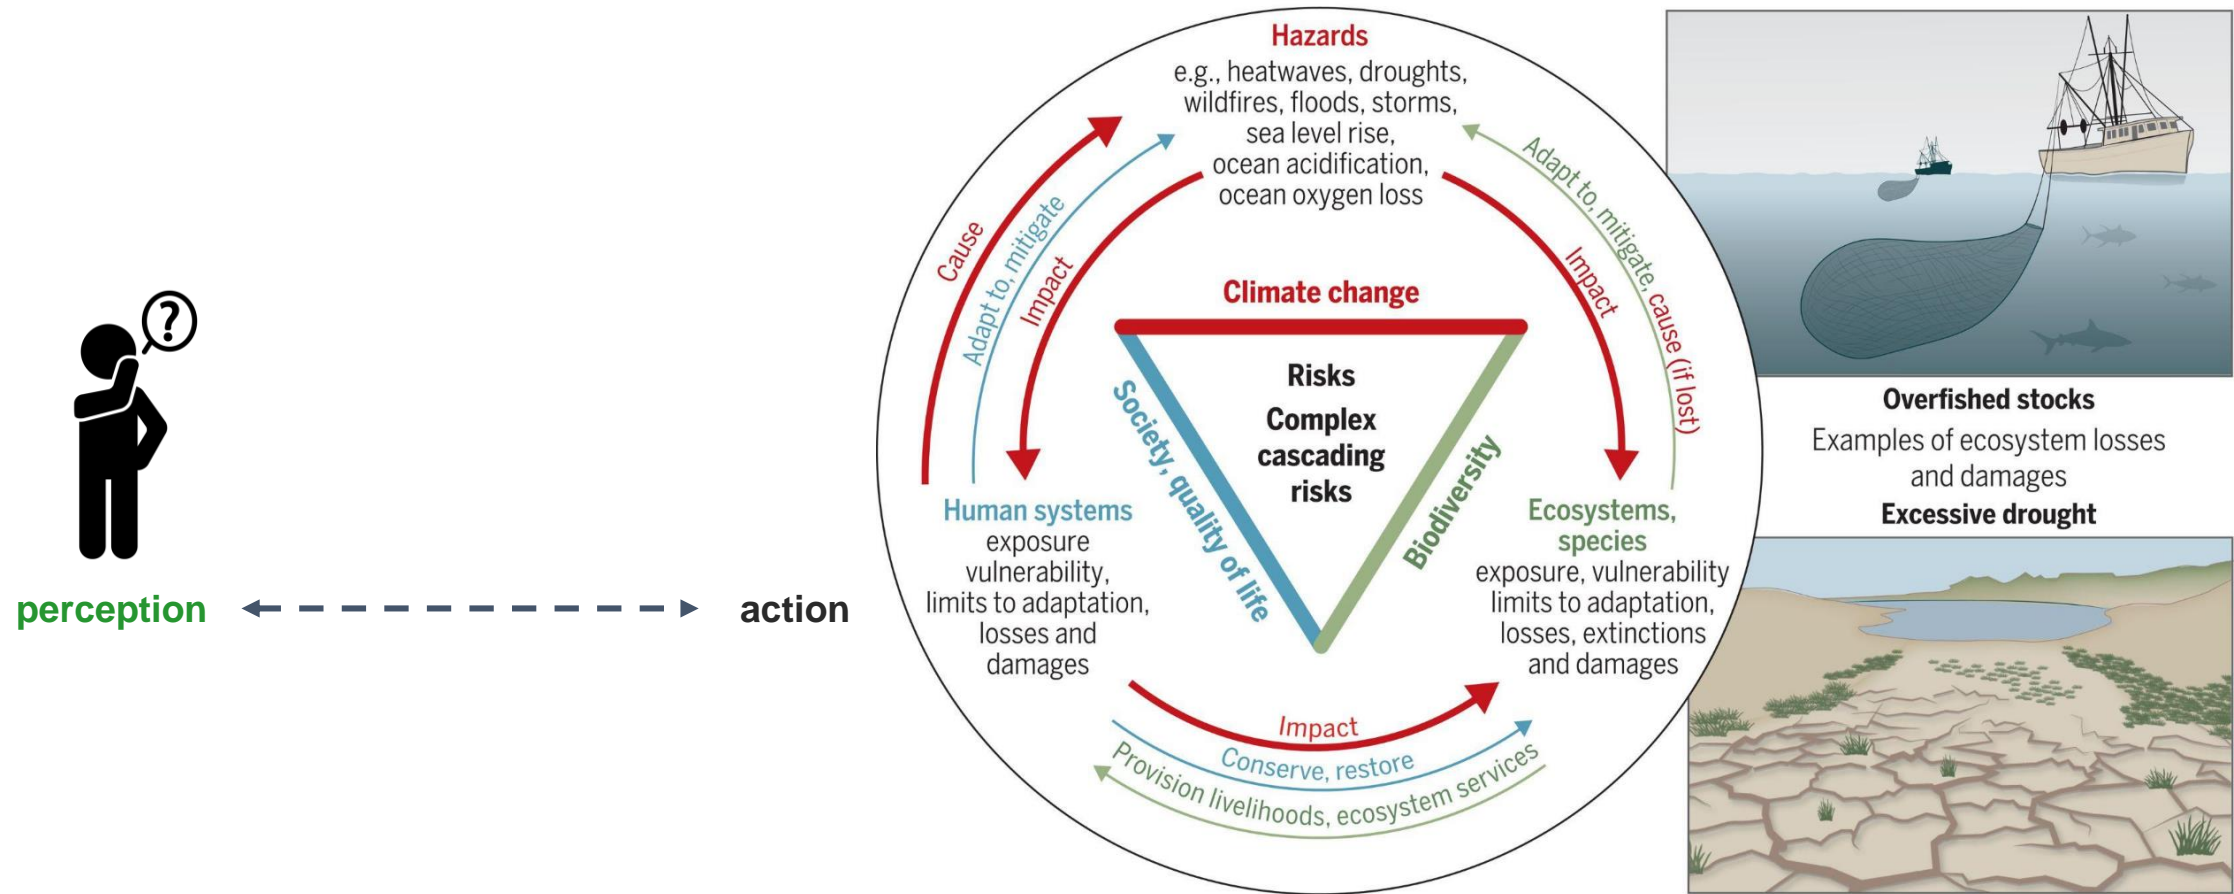 ?
perception
action
Hazards
e.g., heatwaves, droughts,
wildfires, floods, storms,
sea level rise,
ocean acidification,
ocean oxygen loss
Cause
Adapt to, mitigate
Impact
Impact
Adapt to, mitigate, cause (if lost)
Climate change
Risks
Complex
cascading
risks
Society, quality of life
Biodiversity
Human systems
exposure
vulnerability,
limits to adaptation,
losses and
damages
Ecosystems,
species
exposure, vulnerability
limits to adaptation,
losses, extinctions
and damages
Impact
Conserve, restore
Provision livelihoods, ecosystem services
Overfished stocks
Examples of ecosystem losses
and damages
Excessive drought